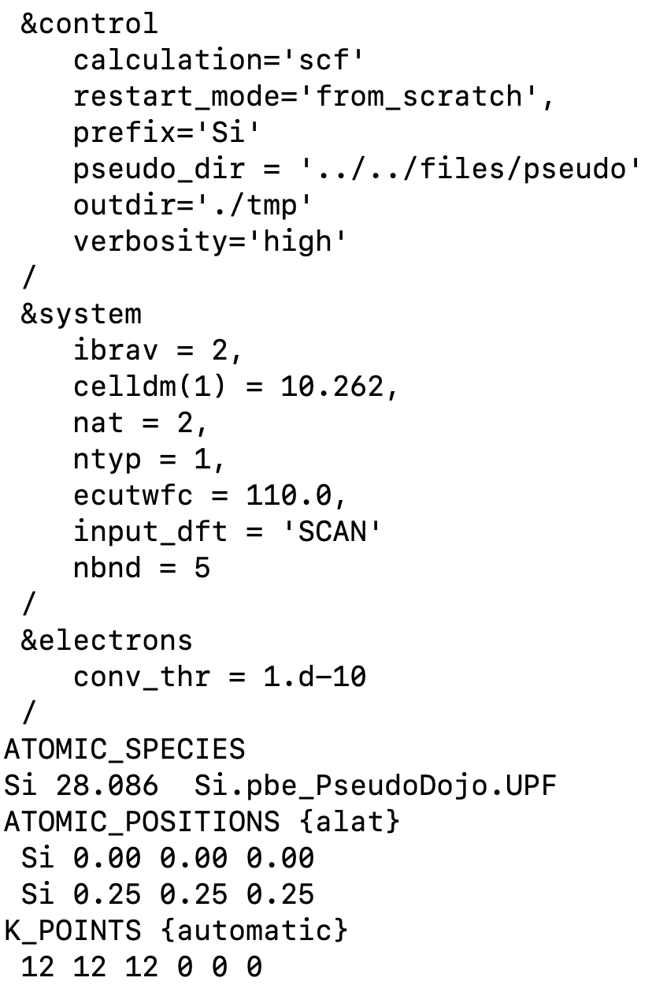 &control
calculation='scf'
restart_mode='from_scratch',
prefix='Si'
pseudo_dir = '../../files/pseudo'
outdir='./tmp'
verbosity='high'
/
&system
ibrav = 2,
celldm(1) = 10.262,
nat = 2,
ntyp = 1,
ecutwfc = 110.0,
input_dft = 'SCAN'
nbnd = 5
/
&electrons
conv_thr = 1.d-10
/
ATOMIC_SPECIES
Si 28.086  Si.pbe_PseudoDojo.UPF
ATOMIC_POSITIONS {alat}
Si 0.00 0.00 0.00
Si 0.25 0.25 0.25
K_POINTS {automatic}
12 12 12 0 0 0